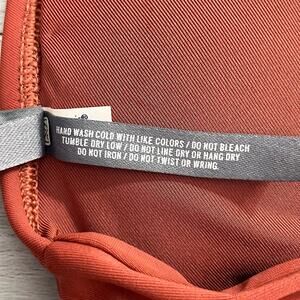 HAND WASH COLD WITH LIKE COLORS / DO NOT BLEACH
TUMBLE DRY LOW / DO NOT LINE DRY OR HANG DRY
DO NOT IRON / DO NOT TWIST OR WRING.